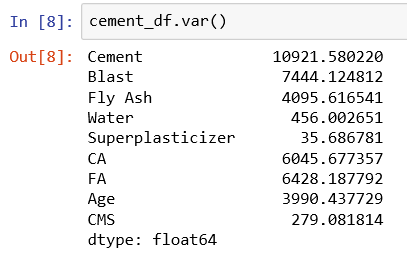 In [8]: cement_df.var()
Out[8]: Cement 10921.580220
Blast 7444.124812
Fly Ash 4095.616541
Water 456.002651
Superplasticizer 35.686781
CA 6045.677357
FA 6428.187792
Age 3990.437729
CMS 279.081814
dtype: float64